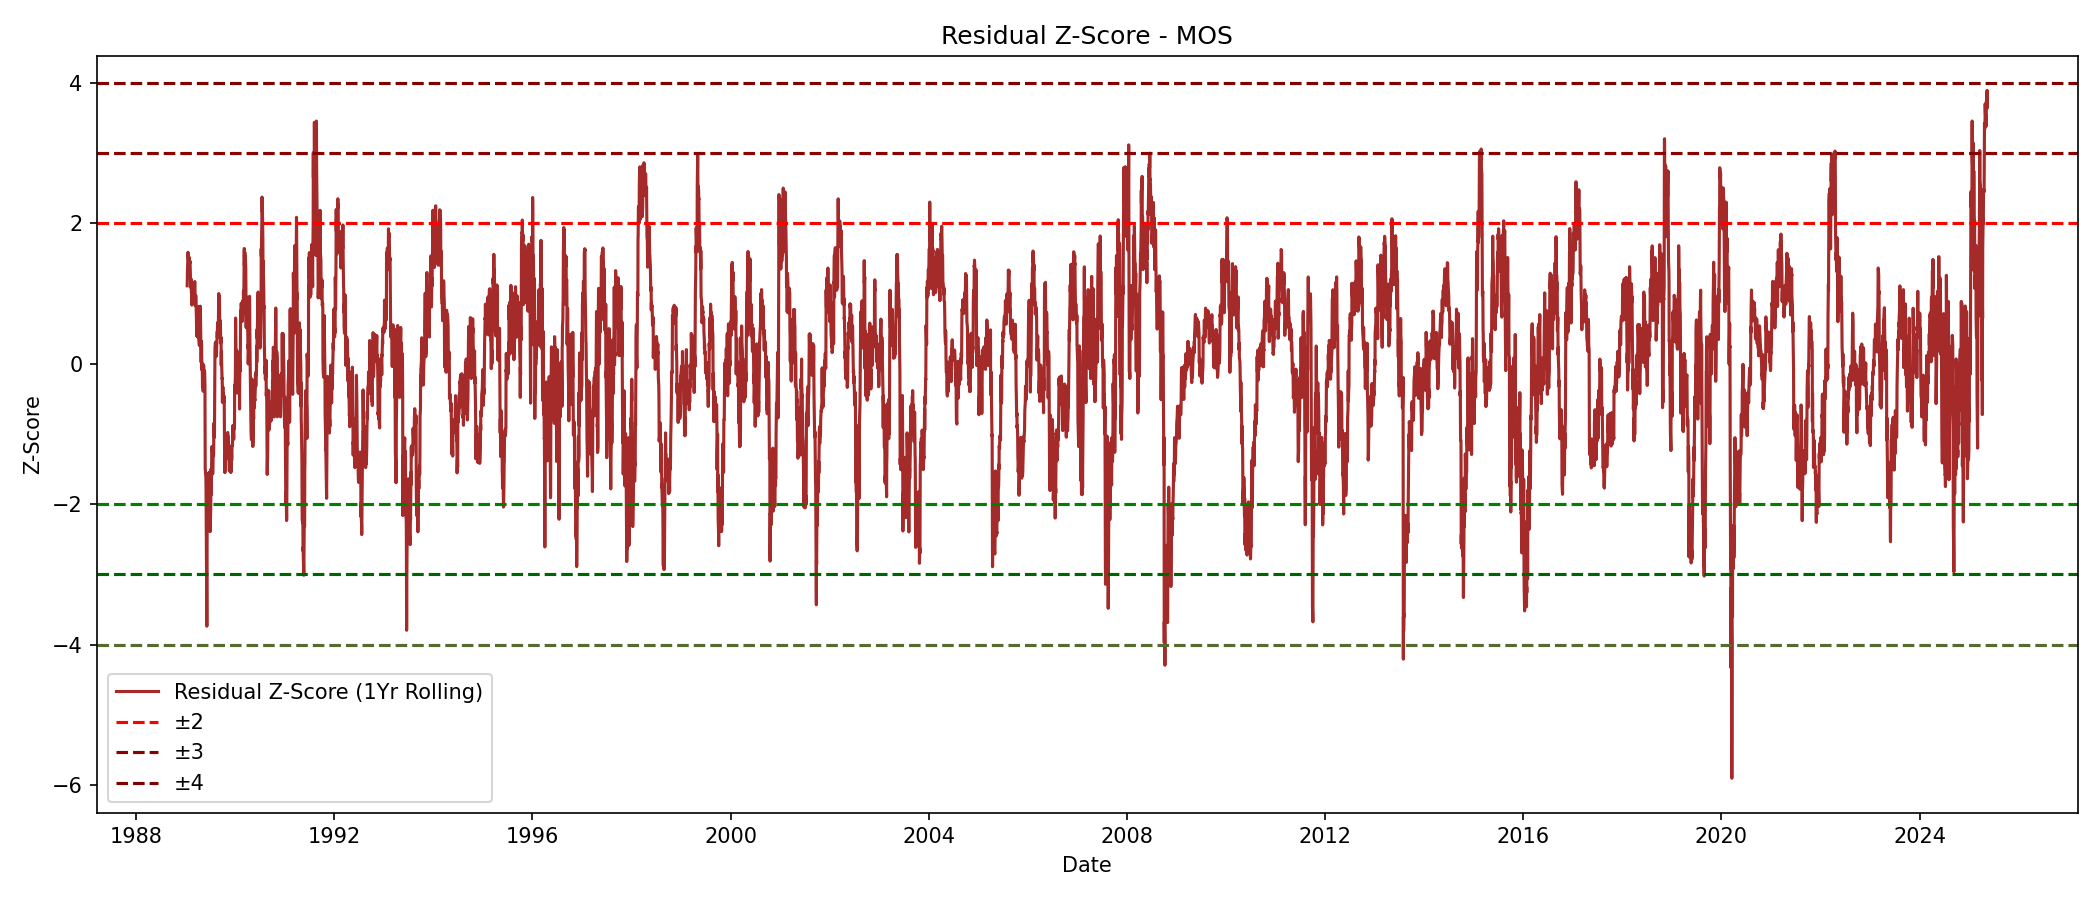 Residual Z-Score - MOS
4
2
0
−2
−4
−6
Z-Score
Residual Z-Score (1Yr Rolling)
±2
±3
±4
1988 1992 1996 2000 2004 2008 2012 2016 2020 2024
Date